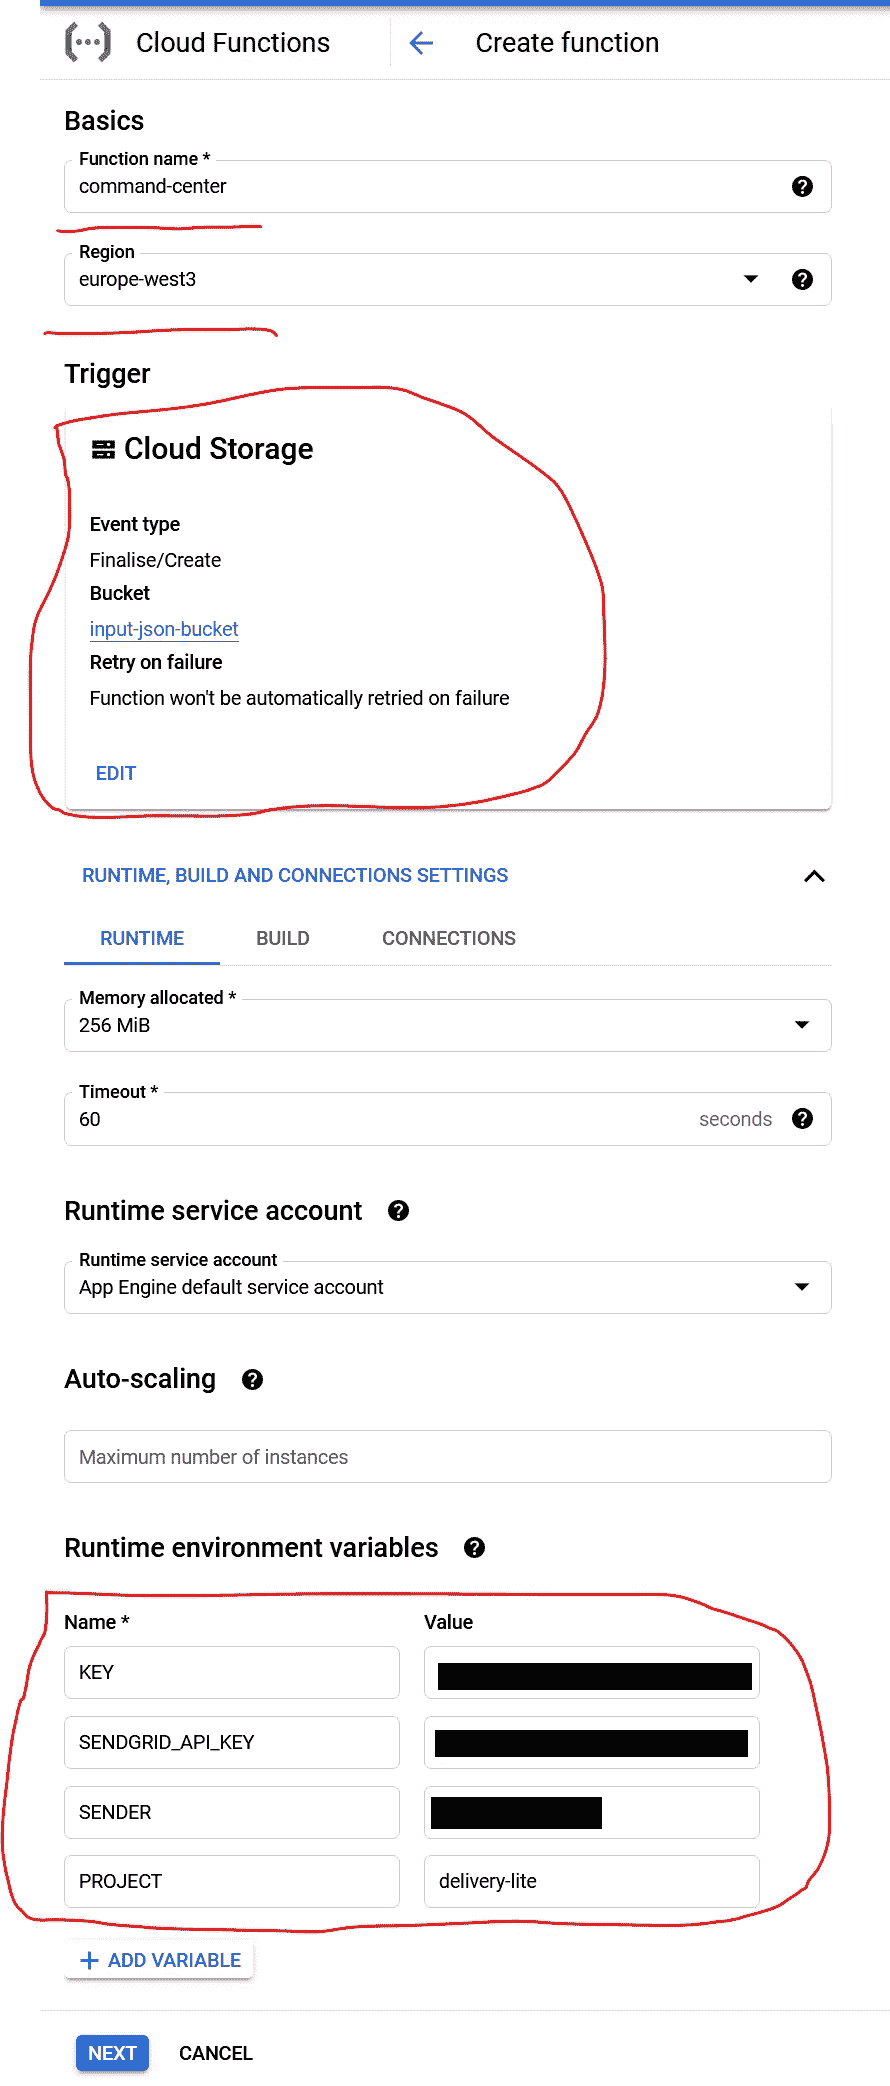 Cloud Functions
Create function
Basics
Function name *
command-center
Region
europe-west3
Trigger
Cloud Storage
Event type
Finalise/Create
Bucket
input-json-bucket
Retry on failure
Function won't be automatically retried on failure
EDIT
RUNTIME, BUILD AND CONNECTIONS SETTINGS
RUNTIME BUILD CONNECTIONS
Memory allocated *
256 MiB
Timeout *
60 seconds
Runtime service account
Runtime service account
App Engine default service account
Auto-scaling
Maximum number of instances
Runtime environment variables
Name * Value
KEY
SENDGRID_API_KEY
SENDER
PROJECT delivery-lite
+ ADD VARIABLE
NEXT CANCEL